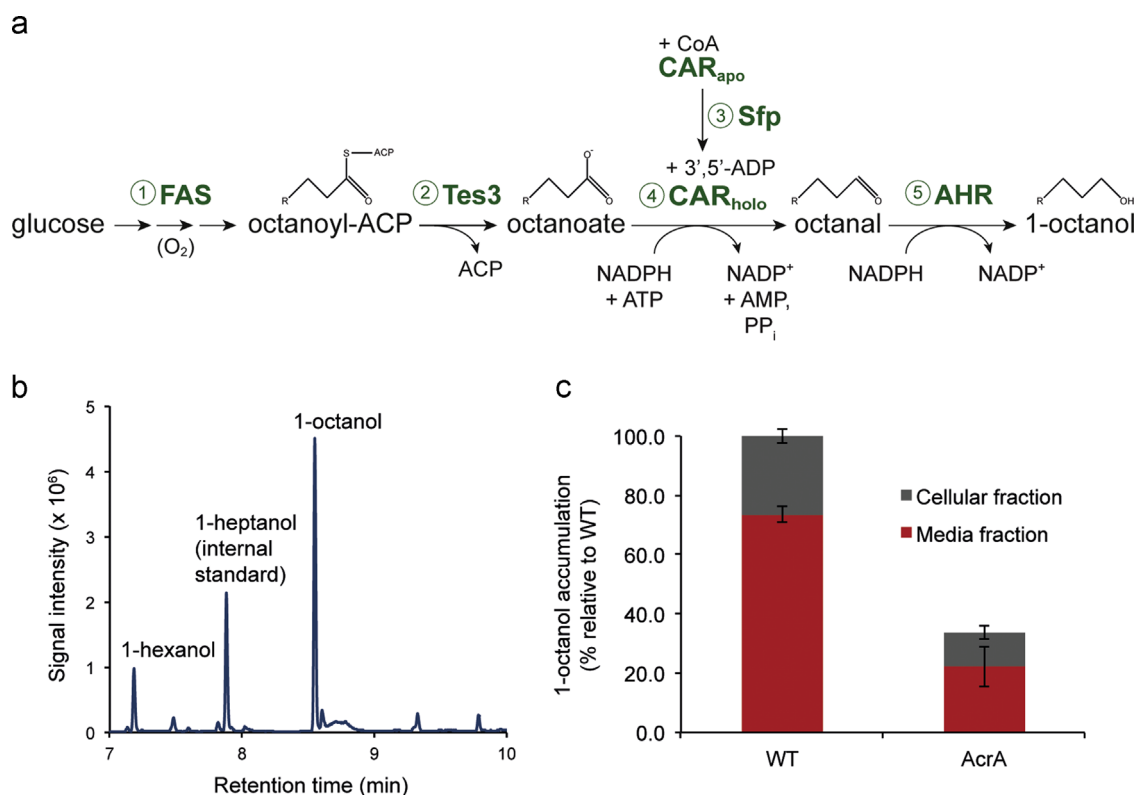 a
+ CoA
CARapo
③ Sfp
+ 3',5'-ADP
S ACP
O
R
O-
O
R
O
R
OH
R
① FAS
② Tes3
④ CARholo
⑤ AHR
glucose
(O2)
octanoyl-ACP
octanoate
octanal
1-octanol
ACP
NADPH
+ ATP
NADP+
+ AMP,
PPi
NADPH
NADP+
b
5
4
3
2
1
0
7
8
9
10
Signal intensity (x 10⁶)
Retention time (min)
1-hexanol
1-heptanol
(internal
standard)
1-octanol
c
100.0
80.0
60.0
40.0
20.0
0.0
1-octanol accumulation
(% relative to WT)
WT
AcrA
Cellular fraction
Media fraction